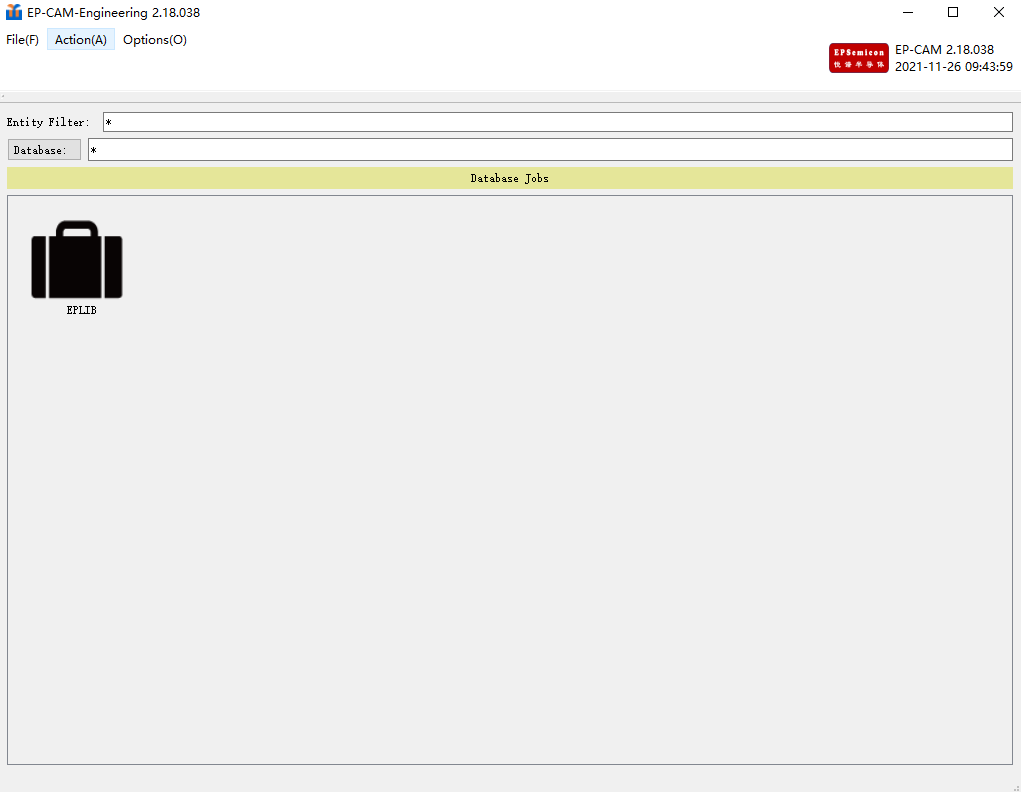 EP-CAM-Engineering 2.18.038
File(F) Action(A) Options(O)
EPSemicon
EP-CAM 2.18.038
2021-11-26 09:43:59
Entity Filter: *
Database: *
Database Jobs
EPLIB